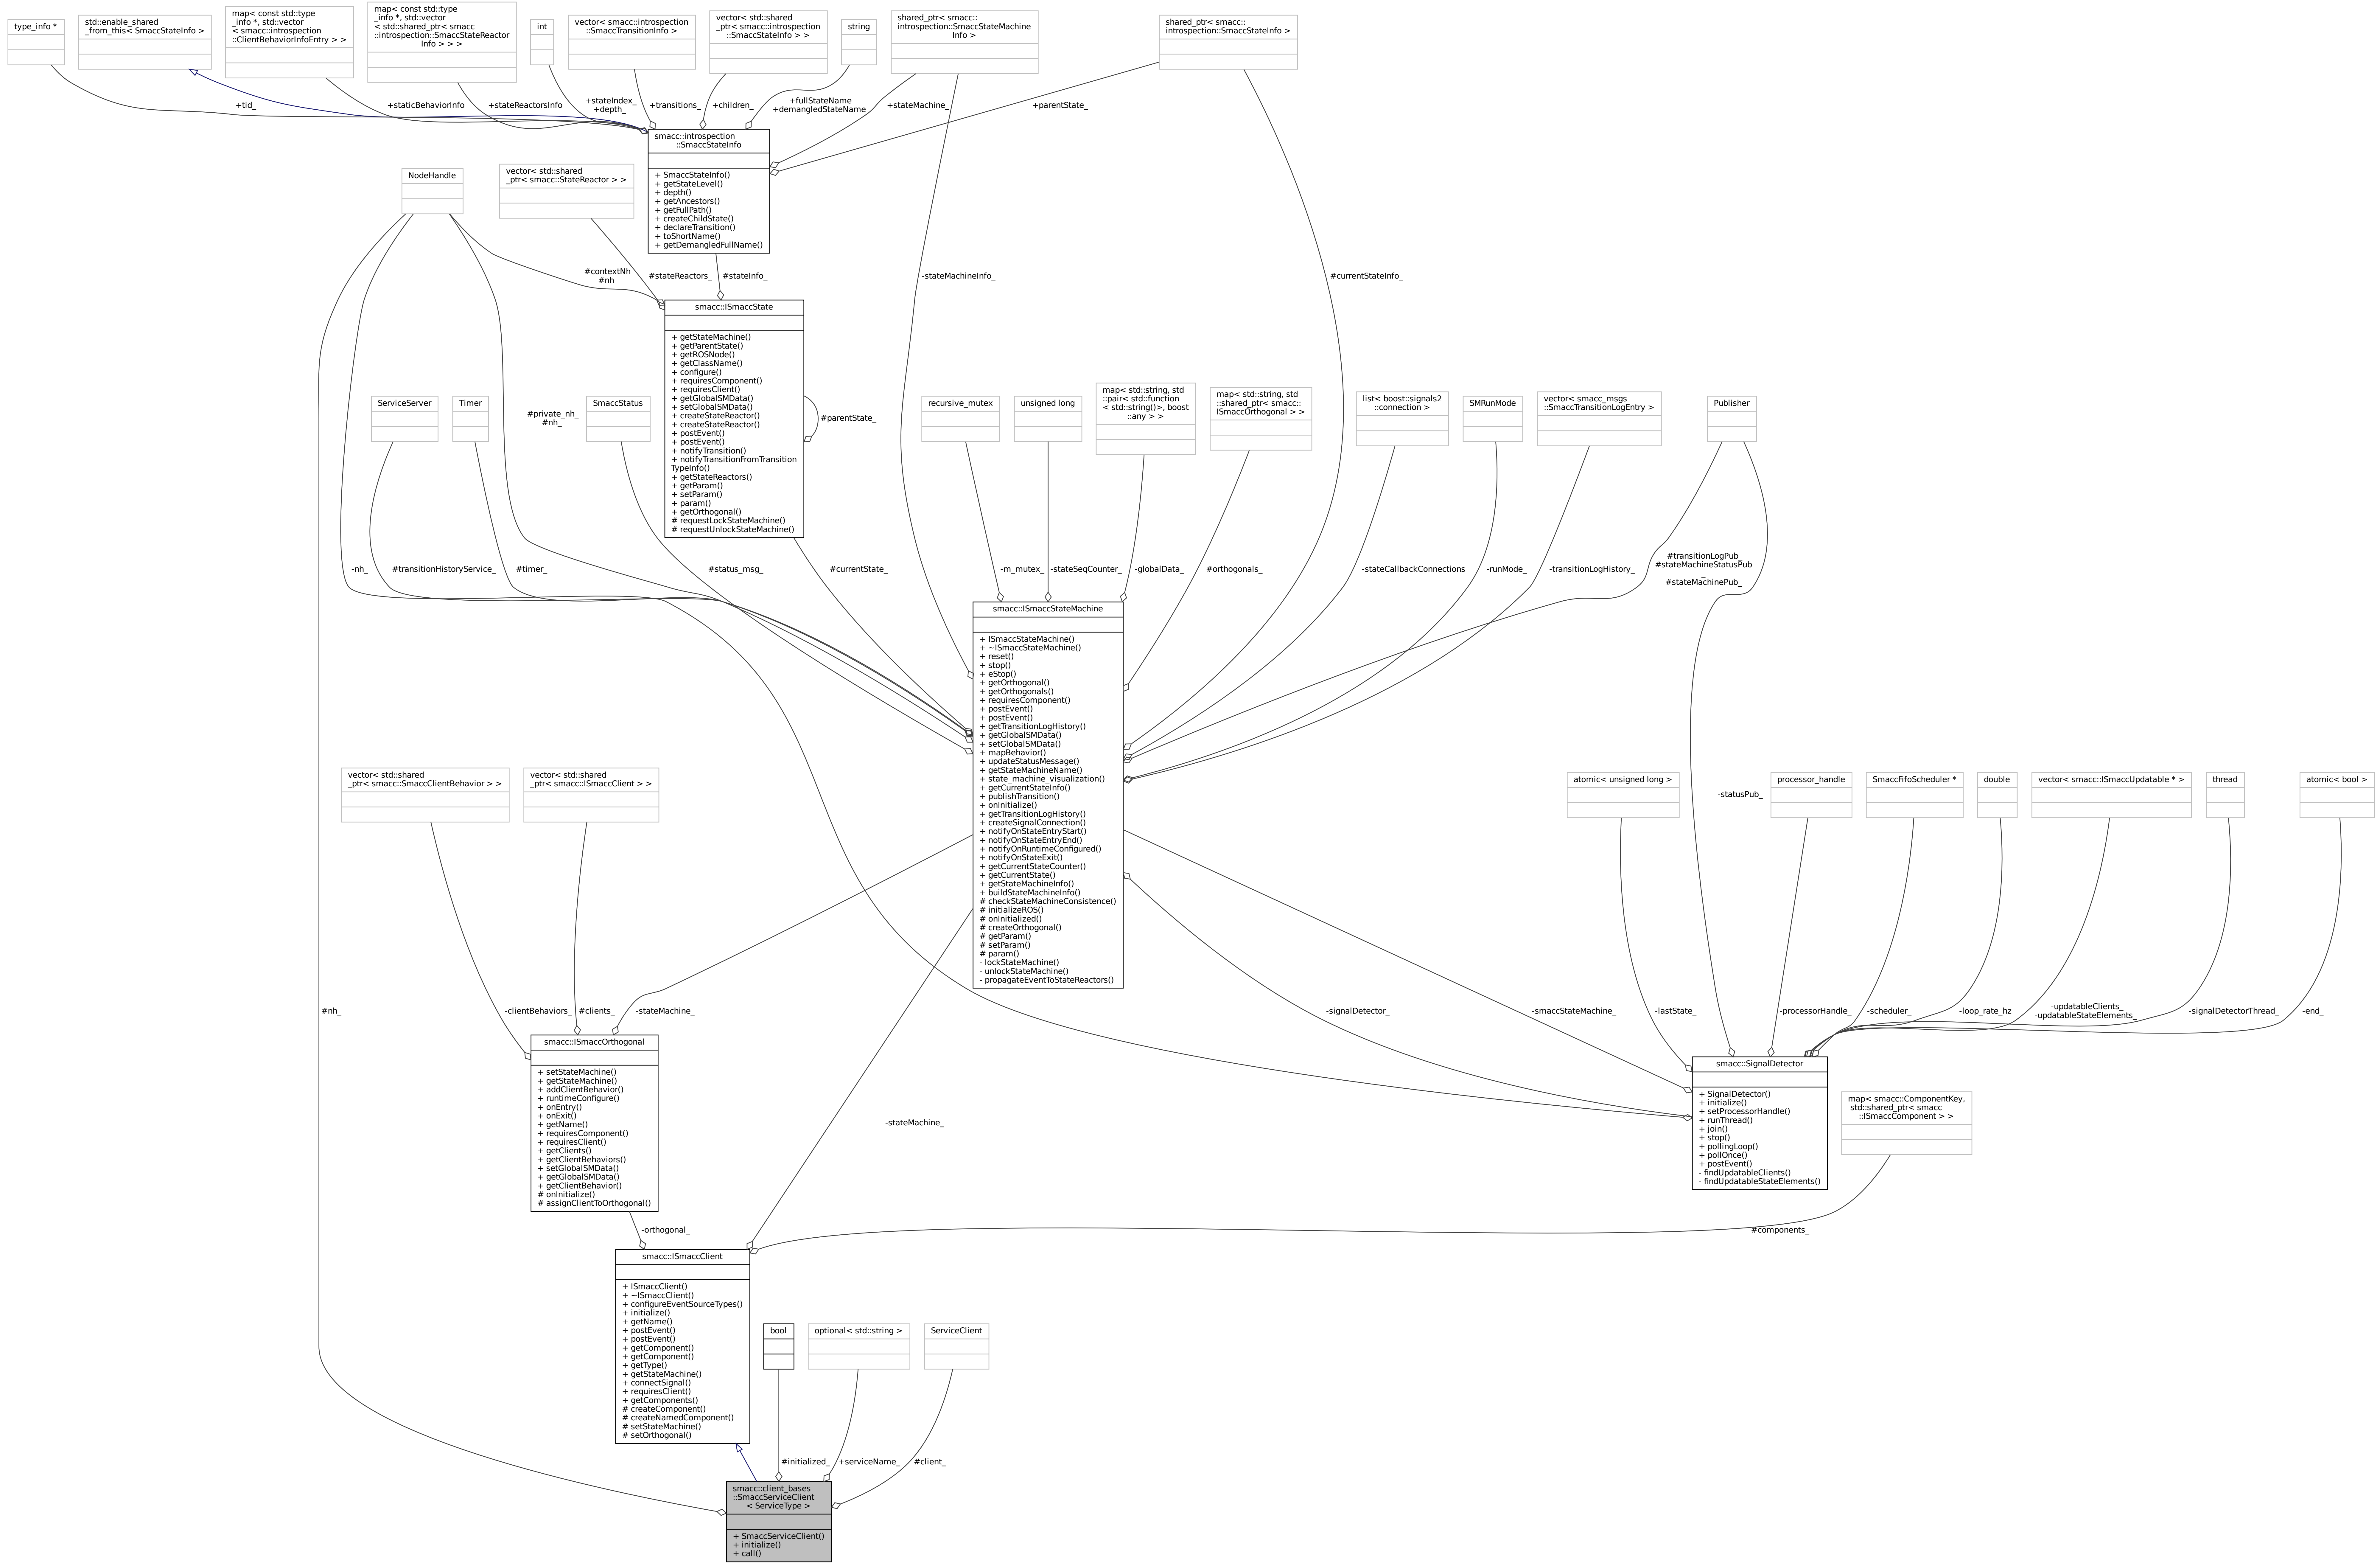 type_info *
std::enable_shared
_from_this< SmaccStateInfo >
map< const std::type
_info *, std::vector
< smacc::introspection
::ClientBehaviorInfoEntry > >
map< const std::type
_info *, std::vector
< std::shared_ptr< smacc
::introspection::SmaccStateReactor
Info > > >
int
vector< smacc::introspection
::SmaccTransitionInfo >
vector< std::shared
_ptr< smacc::introspection
::SmaccStateInfo > >
string
shared_ptr< smacc::
introspection::SmaccStateMachine
Info >
shared_ptr< smacc::
introspection::SmaccStateInfo >
+tid_
+staticBehaviorInfo
+stateReactorsInfo
+stateIndex_
+depth_
+transitions_
+children_
+fullStateName
+demangledStateName
+stateMachine_
+parentState_
smacc::introspection
::SmaccStateInfo
+ SmaccStateInfo()
+ getStateLevel()
+ depth()
+ getAncestors()
+ getFullPath()
+ createChildState()
+ declareTransition()
+ toShortName()
+ getDemangledFullName()
NodeHandle
vector< std::shared
_ptr< smacc::StateReactor > >
#contextNh
#nh
#stateReactors_
#stateInfo_
-stateMachineInfo_
#currentStateInfo_
smacc::ISmaccState
+ getStateMachine()
+ getParentState()
+ getROSNode()
+ getClassName()
+ configure()
+ requiresComponent()
+ requiresClient()
+ getGlobalSMData()
+ setGlobalSMData()
+ createStateReactor()
+ createStateReactor()
+ postEvent()
+ postEvent()
+ notifyTransition()
+ notifyTransitionFromTransition
TypeInfo()
+ getStateReactors()
+ getParam()
+ setParam()
+ param()
+ getOrthogonal()
# requestLockStateMachine()
# requestUnlockStateMachine()
#parentState_
ServiceServer
Timer
#private_nh_
#nh_
SmaccStatus
recursive_mutex
unsigned long
map< std::string, std
::pair< std::function
< std::string()>, boost
::any > >
map< std::string, std
::shared_ptr< smacc::
ISmaccOrthogonal > >
list< boost::signals2
::connection >
SMRunMode
vector< smacc_msgs
::SmaccTransitionLogEntry >
Publisher
-nh_
#transitionHistoryService_
#timer_
#status_msg_
#currentState_
-m_mutex_
-stateSeqCounter_
-globalData_
#orthogonals_
-stateCallbackConnections
-runMode_
-transitionLogHistory_
#transitionLogPub_
#stateMachineStatusPub
_
#stateMachinePub_
smacc::ISmaccStateMachine
+ ISmaccStateMachine()
+ ~ISmaccStateMachine()
+ reset()
+ stop()
+ eStop()
+ getOrthogonal()
+ getOrthogonals()
+ requiresComponent()
+ postEvent()
+ postEvent()
+ getTransitionLogHistory()
+ getGlobalSMData()
+ setGlobalSMData()
+ mapBehavior()
+ updateStatusMessage()
+ getStateMachineName()
+ state_machine_visualization()
+ getCurrentStateInfo()
+ publishTransition()
+ onInitialize()
+ getTransitionLogHistory()
+ createSignalConnection()
+ notifyOnStateEntryStart()
+ notifyOnStateEntryEnd()
+ notifyOnRuntimeConfigured()
+ notifyOnStateExit()
+ getCurrentStateCounter()
+ getCurrentState()
+ getStateMachineInfo()
+ buildStateMachineInfo()
# checkStateMachineConsistence()
# initializeROS()
# onInitialized()
# createOrthogonal()
# getParam()
# setParam()
# param()
- lockStateMachine()
- unlockStateMachine()
- propagateEventToStateReactors()
vector< std::shared
_ptr< smacc::SmaccClientBehavior > >
vector< std::shared
_ptr< smacc::ISmaccClient > >
atomic< unsigned long >
-statusPub_
processor_handle
SmaccFifoScheduler *
double
vector< smacc::ISmaccUpdatable * >
thread
atomic< bool >
#nh_
-clientBehaviors_
#clients_
-stateMachine_
-signalDetector_
-smaccStateMachine_
-lastState_
-processorHandle_
-scheduler_
-loop_rate_hz
-updatableClients_
-updatableStateElements_
-signalDetectorThread_
-end_
smacc::ISmaccOrthogonal
+ setStateMachine()
+ getStateMachine()
+ addClientBehavior()
+ runtimeConfigure()
+ onEntry()
+ onExit()
+ getName()
+ requiresComponent()
+ requiresClient()
+ getClients()
+ getClientBehaviors()
+ setGlobalSMData()
+ getGlobalSMData()
+ getClientBehavior()
# onInitialize()
# assignClientToOrthogonal()
-stateMachine_
smacc::SignalDetector
+ SignalDetector()
+ initialize()
+ setProcessorHandle()
+ runThread()
+ join()
+ stop()
+ pollingLoop()
+ pollOnce()
+ postEvent()
- findUpdatableClients()
- findUpdatableStateElements()
map< smacc::ComponentKey,
std::shared_ptr< smacc
::ISmaccComponent > >
-orthogonal_
#components_
smacc::ISmaccClient
+ ISmaccClient()
+ ~ISmaccClient()
+ configureEventSourceTypes()
+ initialize()
+ getName()
+ postEvent()
+ postEvent()
+ getComponent()
+ getComponent()
+ getType()
+ getStateMachine()
+ connectSignal()
+ requiresClient()
+ getComponents()
# createComponent()
# createNamedComponent()
# setStateMachine()
# setOrthogonal()
bool
optional< std::string >
ServiceClient
#initialized_
+serviceName_
#client_
smacc::client_bases
::SmaccServiceClient
< ServiceType >
+ SmaccServiceClient()
+ initialize()
+ call()